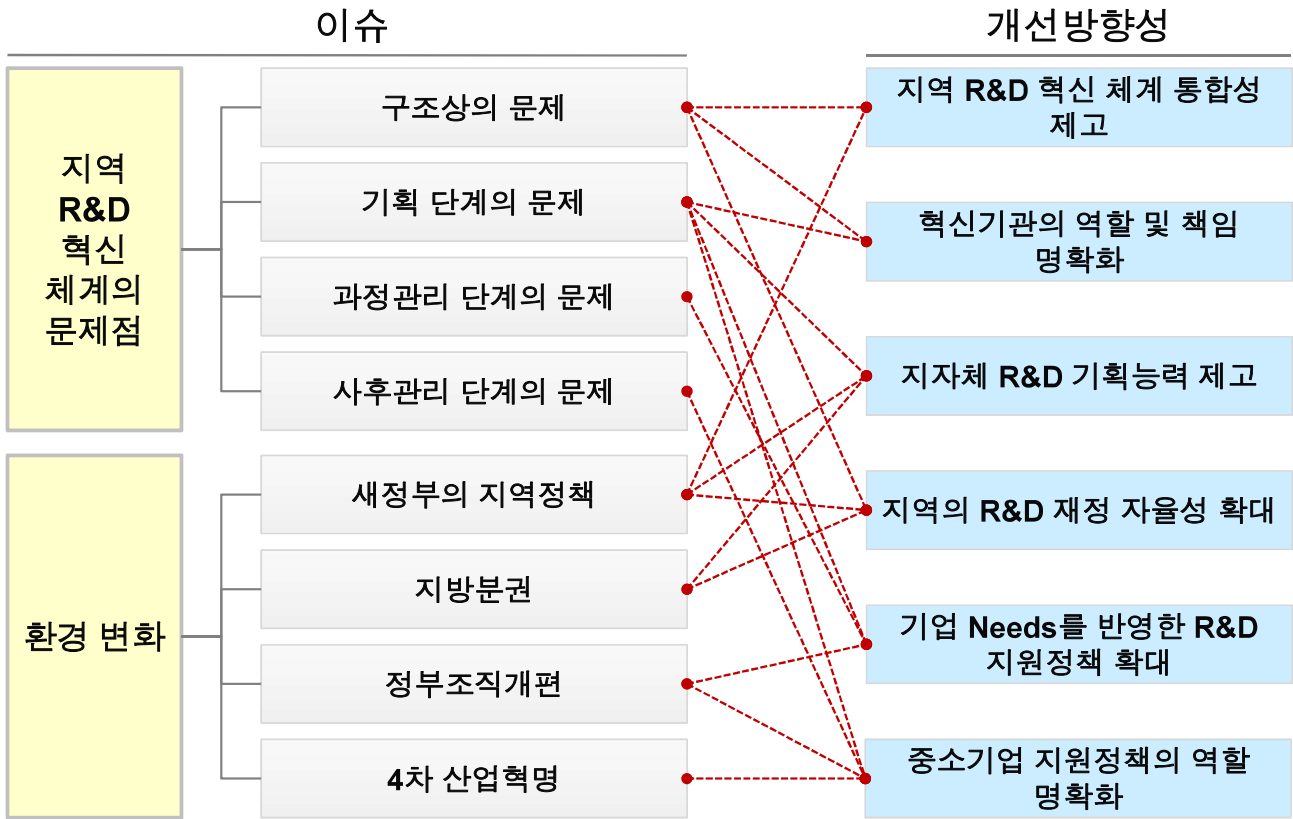 이슈
개선방향성
지역
R&D
혁신
체계의
문제점
구조상의 문제
기획 단계의 문제
과정관리 단계의 문제
사후관리 단계의 문제
환경 변화
새정부의 지역정책
지방분권
정부조직개편
4차 산업혁명
지역 R&D 혁신 체계 통합성
제고
혁신기관의 역할 및 책임
명확화
지자체 R&D 기획능력 제고
지역의 R&D 재정 자율성 확대
기업 Needs를 반영한 R&D
지원정책 확대
중소기업 지원정책의 역할
명확화